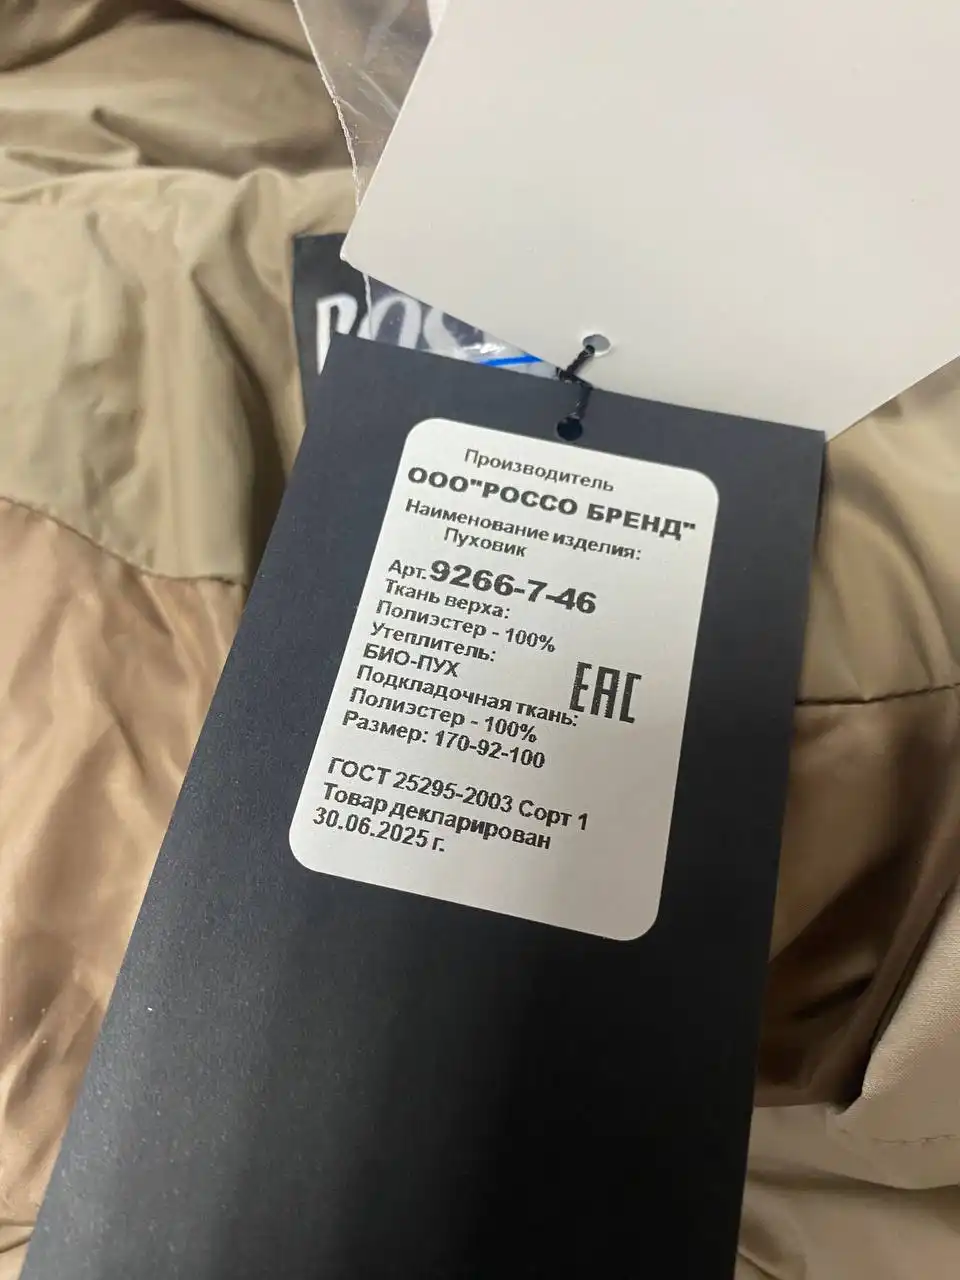 Производитель
ООО"РОССО БРЕНД"
Наименование изделия:
Пуховик
Арт.9266-7-46
Ткань верха:
Полиэстер - 100%
Утеплитель:
БИО-ПУХ
EAC
Подкладочная ткань:
Полиэстер - 100%
Размер: 170-92-100
ГОСТ 25295-2003 Сорт 1
Товар декларирован
30.06.2025 г.